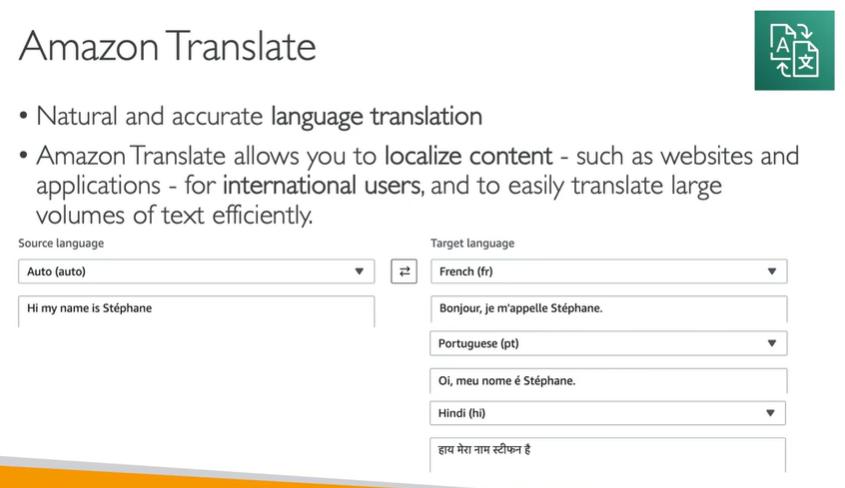 Amazon Translate
• Natural and accurate language translation
• Amazon Translate allows you to localize content - such as websites and
applications - for international users, and to easily translate large
volumes of text efficiently.
Source language
Target language
Auto (auto)
French (fr)
Hi my name is Stéphane
Bonjour, je m'appelle Stéphane.
Portuguese (pt)
Oi, meu nome é Stéphane.
Hindi (hi)
हाय मेरा नाम स्टीफन है
A
文